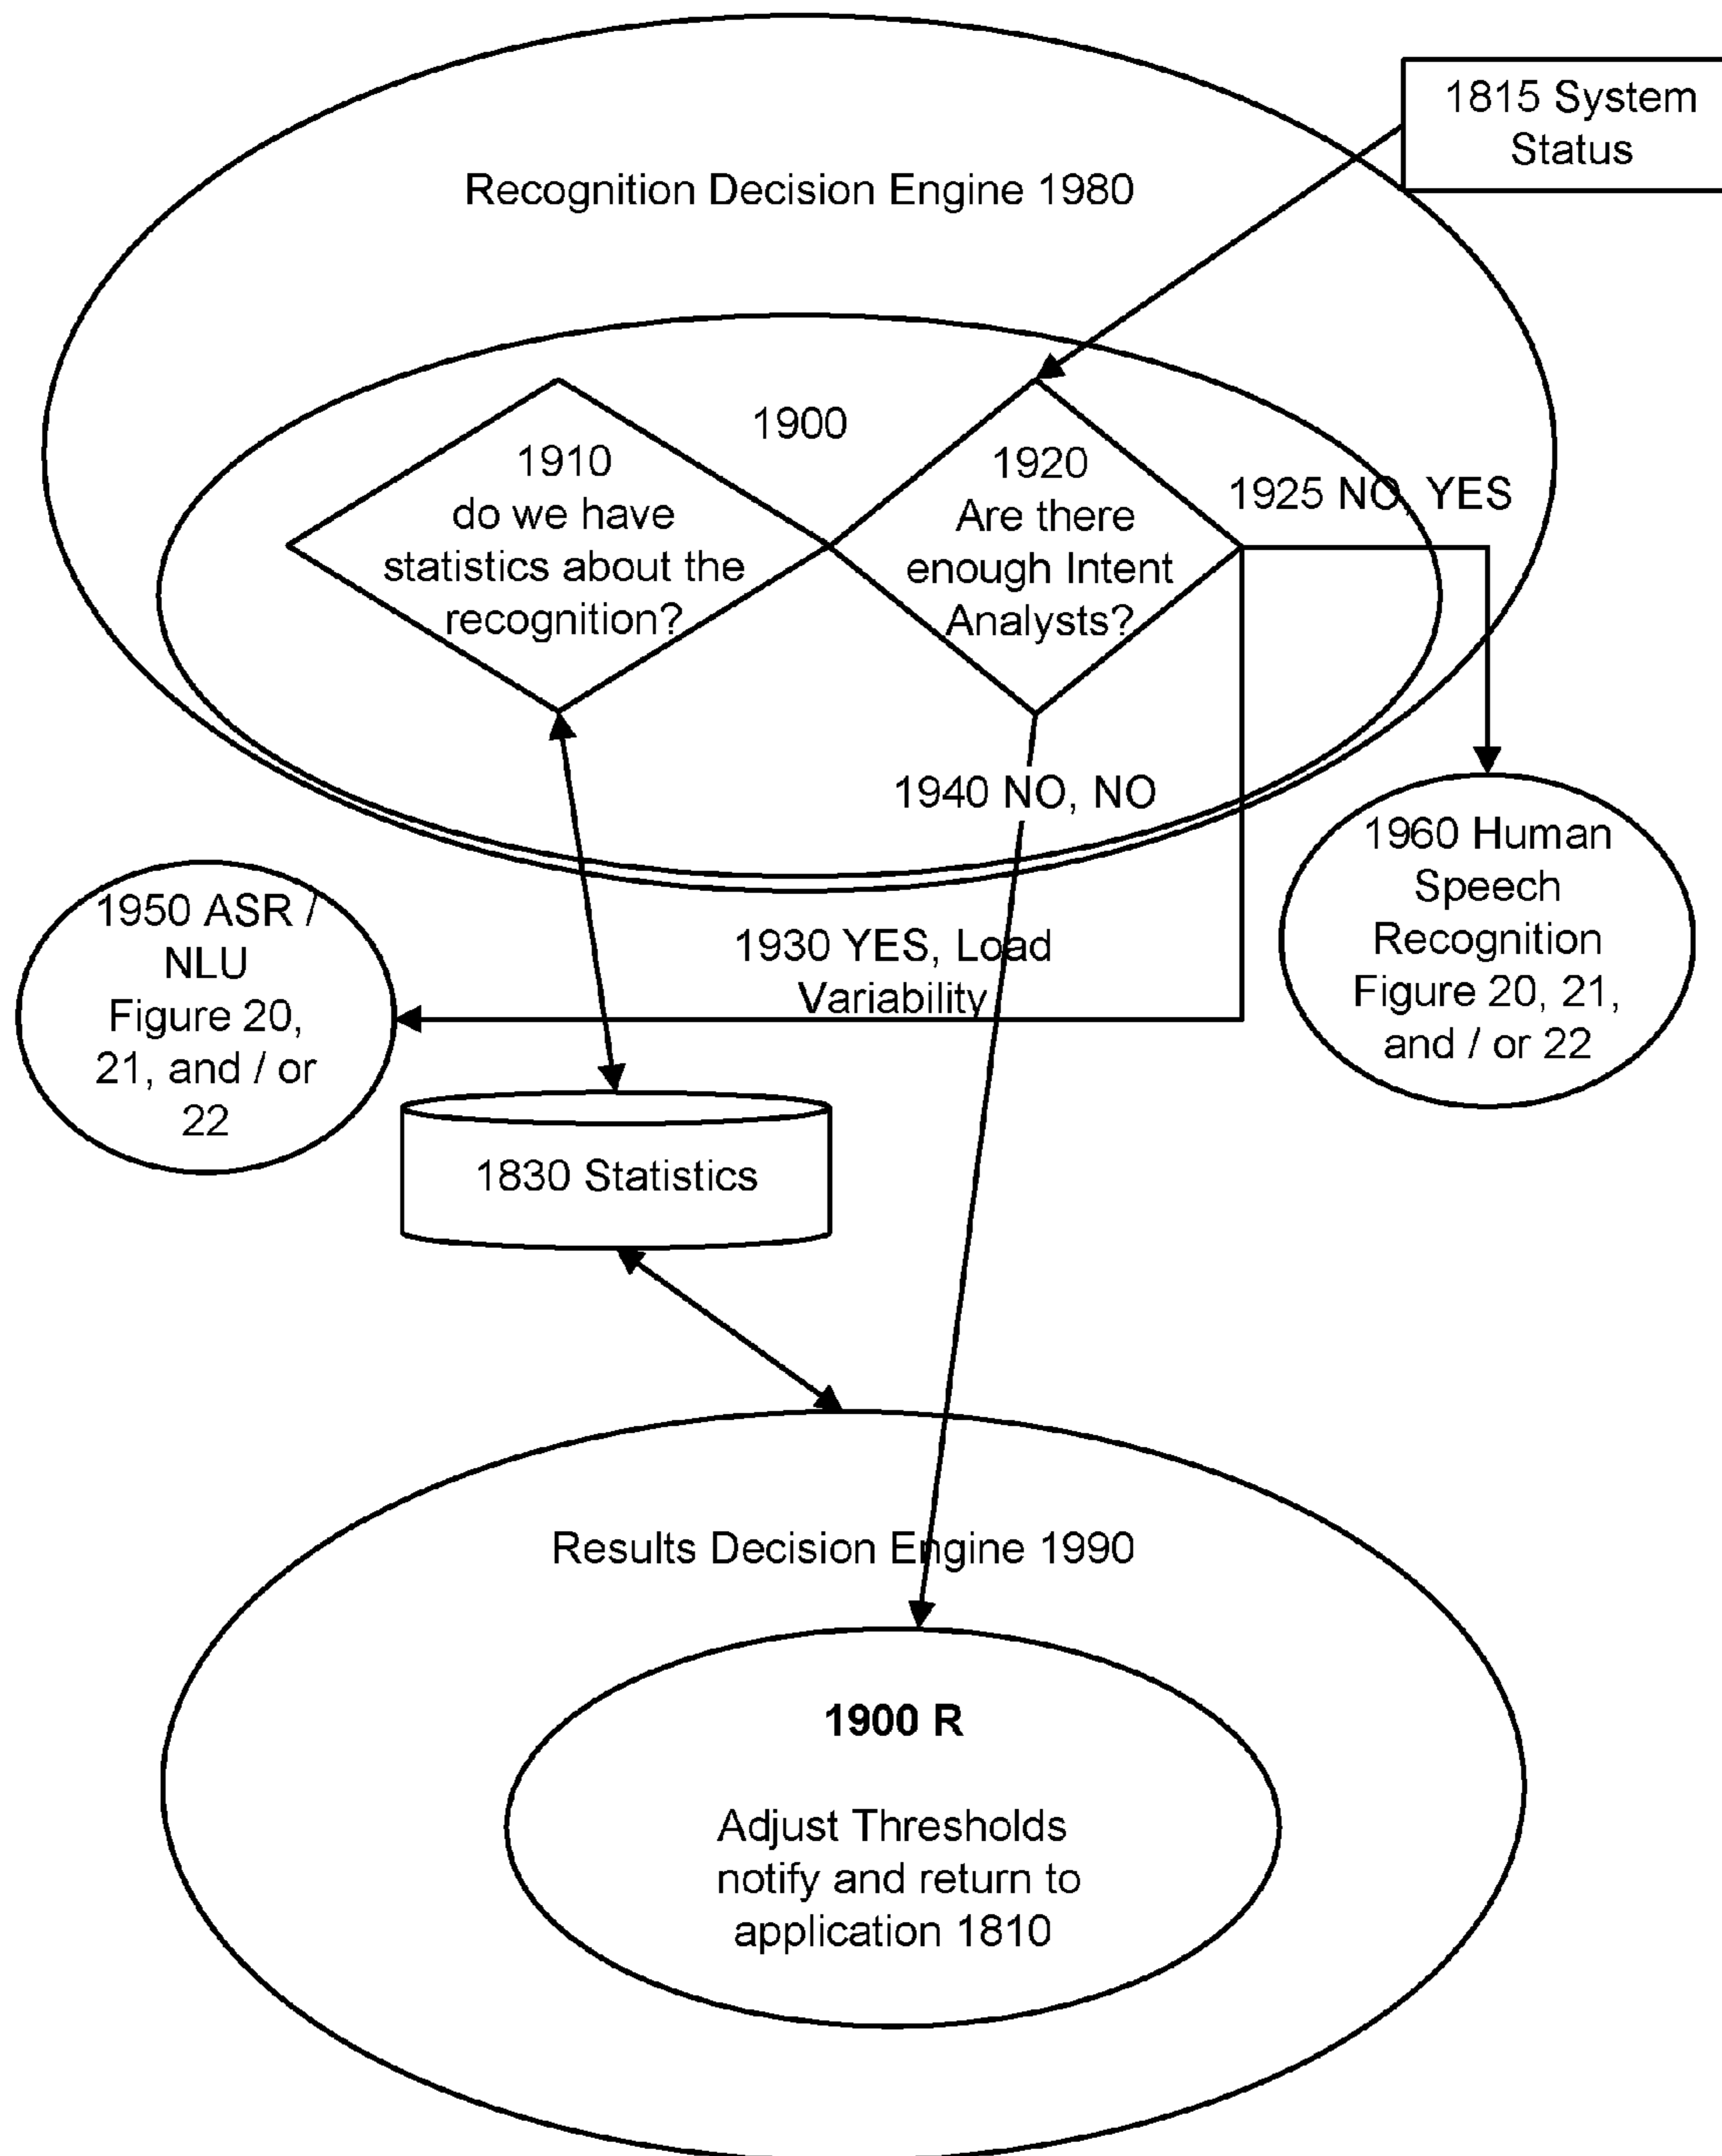 1815 System
Status
Recognition Decision Engine 1980
1900
1910
do we have
statistics about the
recognition?
1920
Are there
enough Intent
Analysts?
1925 NO, YES
1940 NO, NO
1960 Human
Speech
Recognition
Figure 20, 21,
and / or 22
1950 ASR /
NLU
Figure 20,
21, and / or
22
1930 YES, Load
Variability
1830 Statistics
Results Decision Engine 1990
1900 R
Adjust Thresholds
notify and return to
application 1810